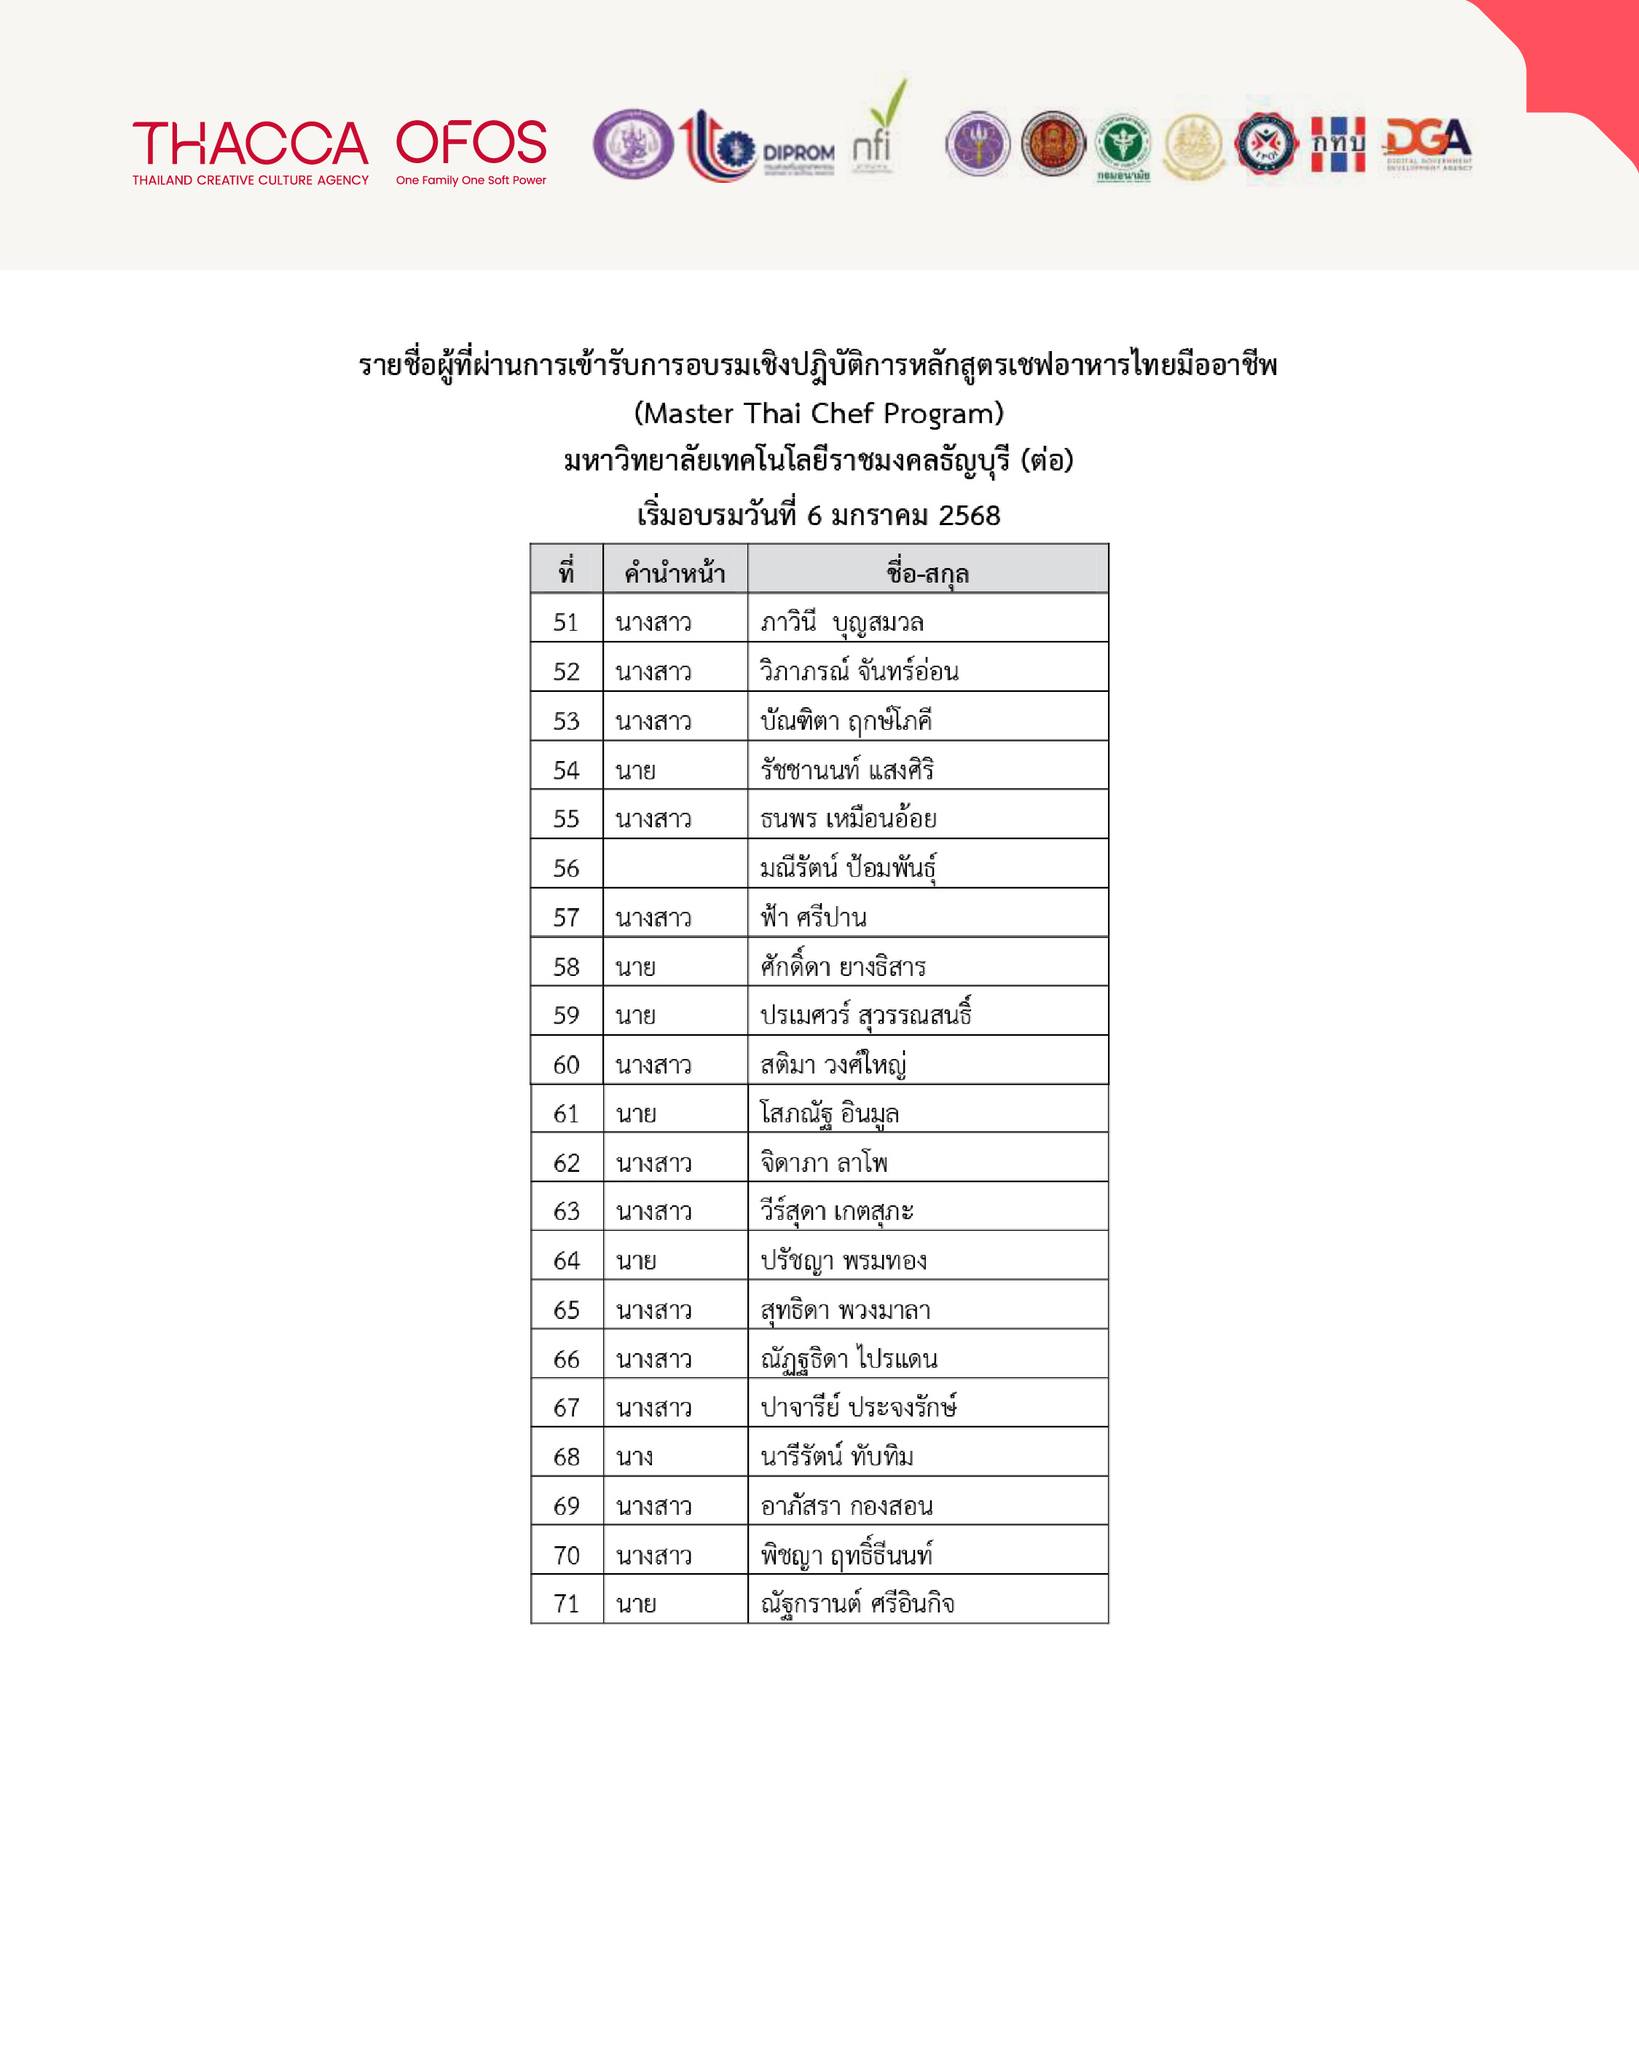 THACCA OFOS
THAILAND CREATIVE CULTURE AGENCY One Family One Soft Power
DIPROM
nfi
กรมอนามัย
กทบ
DGA
DIGITAL GOVERNMENT
DEVELOPMENT AGENCY
รายชื่อผู้ที่ผ่านการเข้ารับการอบรมเชิงปฎิบัติการหลักสูตรเชฟอาหารไทยมืออาชีพ
(Master Thai Chef Program)
มหาวิทยาลัยเทคโนโลยีราชมงคลธัญบุรี (ต่อ)
เริ่มอบรมวันที่ 6 มกราคม 2568
ที่ คำนำหน้า ชื่อ-สกุล
51 นางสาว ภาวินี บุญสมวล
52 นางสาว วิภาภรณ์ จันทร์อ่อน
53 นางสาว บัณฑิตา ฤกษ์โภคี
54 นาย รัชชานนท์ แสงศิริ
55 นางสาว ธนพร เหมือนอ้อย
56 มณีรัตน์ ป้อมพันธุ์
57 นางสาว ฟ้า ศรีปาน
58 นาย ศักดิ์ดา ยางธิสาร
59 นาย ปรเมศวร์ สุวรรณสนธิ์
60 นางสาว สติมา วงศ์ใหญ่
61 นาย โสภณัฐ อินมูล
62 นางสาว จิดาภา ลาโพ
63 นางสาว วีร์สุดา เกตสุภะ
64 นาย ปรัชญา พรมทอง
65 นางสาว สุทธิดา พวงมาลา
66 นางสาว ณัฏฐธิดา ไปรแดน
67 นางสาว ปาจารีย์ ประจงรักษ์
68 นาง นารีรัตน์ ทับทิม
69 นางสาว อาภัสรา กองสอน
70 นางสาว พิชญา ฤทธิ์ธีนนท์
71 นาย ณัฐกรานต์ ศรีอินกิจ